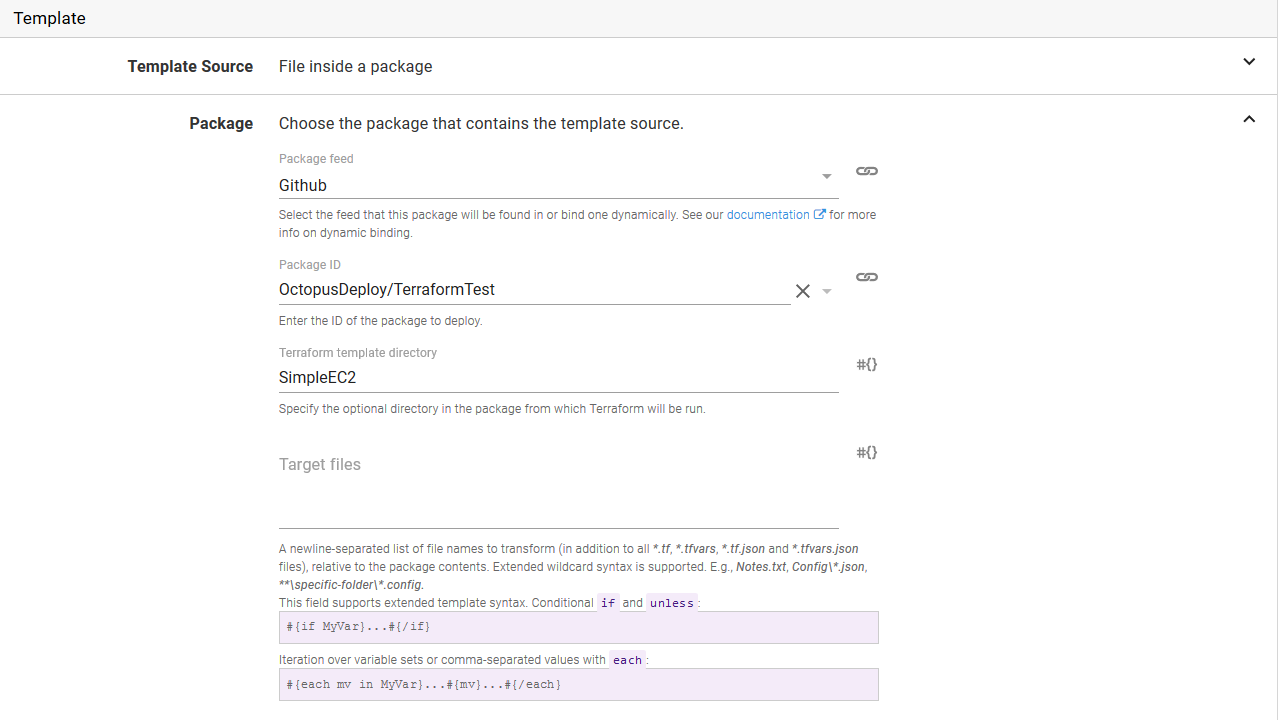 Template
Template Source File inside a package
Package Choose the package that contains the template source.
Package feed
Github
Select the feed that this package will be found in or bind one dynamically. See our documentation for more
info on dynamic binding.
Package ID
OctopusDeploy/TerraformTest
Enter the ID of the package to deploy.
Terraform template directory
#{}
SimpleEC2
Specify the optional directory in the package from which Terraform will be run.
#{}
Target files
A newline-separated list of file names to transform (in addition to all *.tf, *.tfvars, *.tf.json and *.tfvars.json
files), relative to the package contents. Extended wildcard syntax is supported. E.g., Notes.txt, Config\*.json,
**\specific-folder\*.config.
This field supports extended template syntax. Conditional if and unless:
#{if MyVar}...#{/if}
Iteration over variable sets or comma-separated values with each:
#{each mv in MyVar}...#{mv}...#{/each}